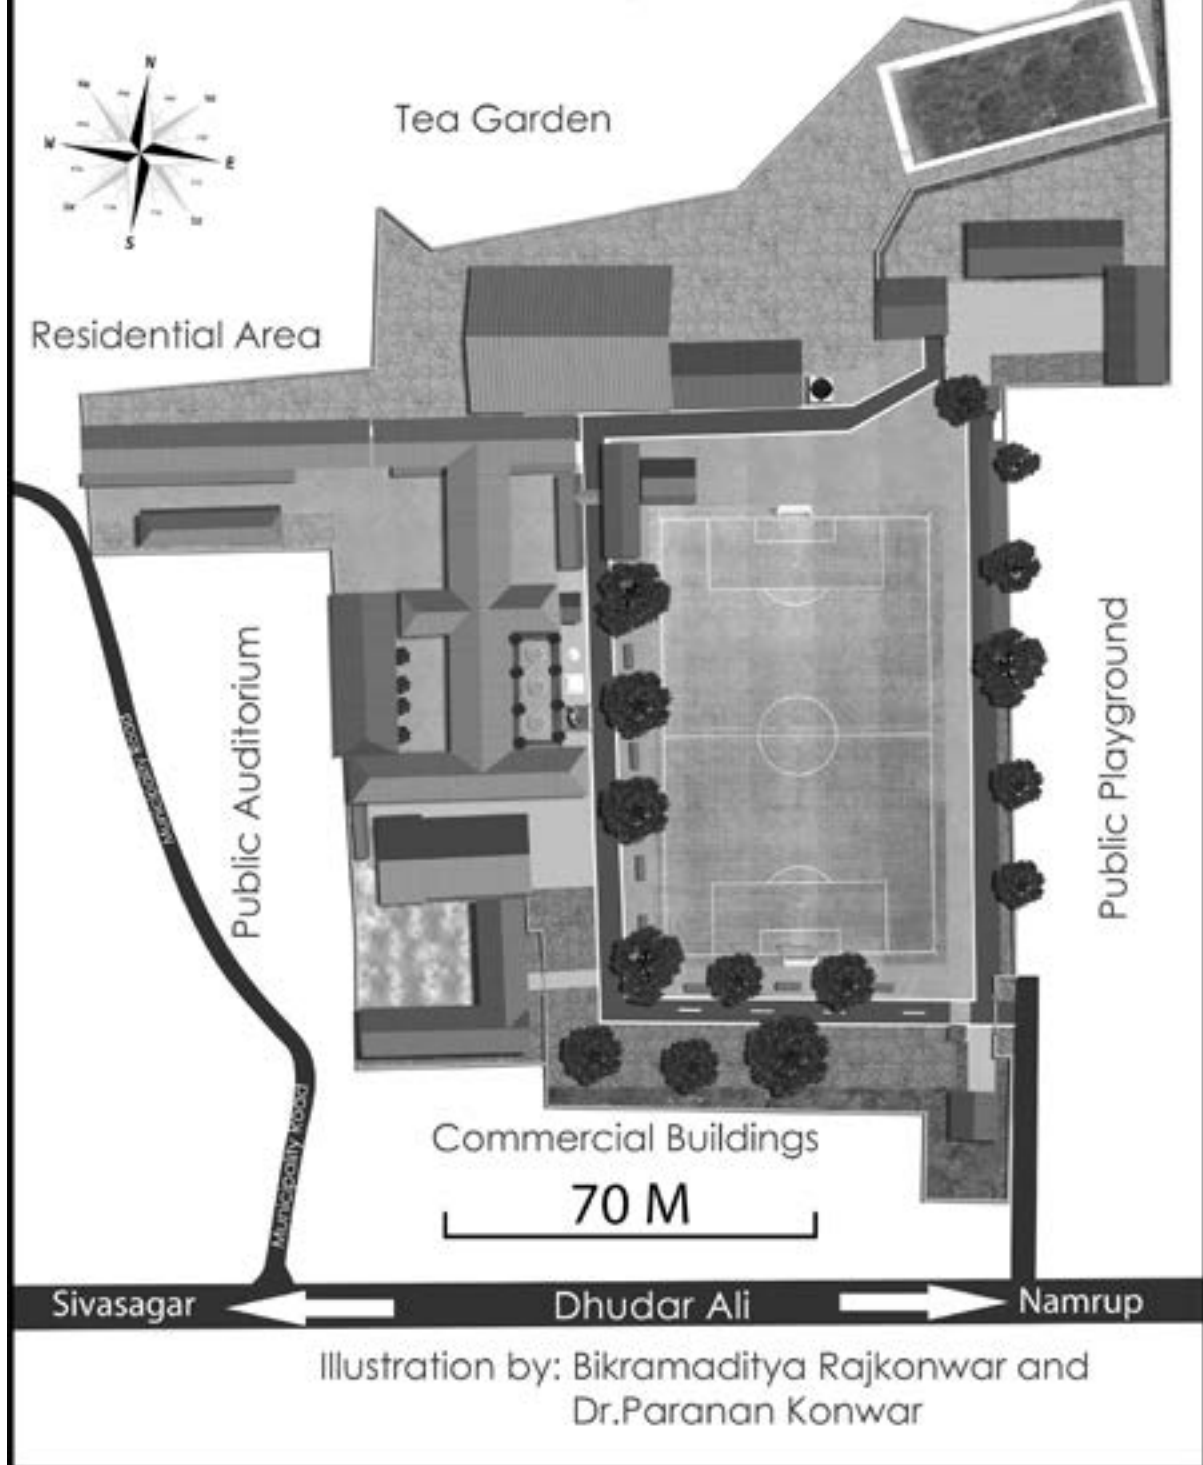 N
W
E
S
Tea Garden
Residential Area
Public Auditorium
Public Playground
Municipality Road
Municipality Road
Commercial Buildings
70 M
Sivasagar
Dhudar Ali
Namrup
Illustration by: Bikramaditya Rajkonwar and
Dr.Paranan Konwar